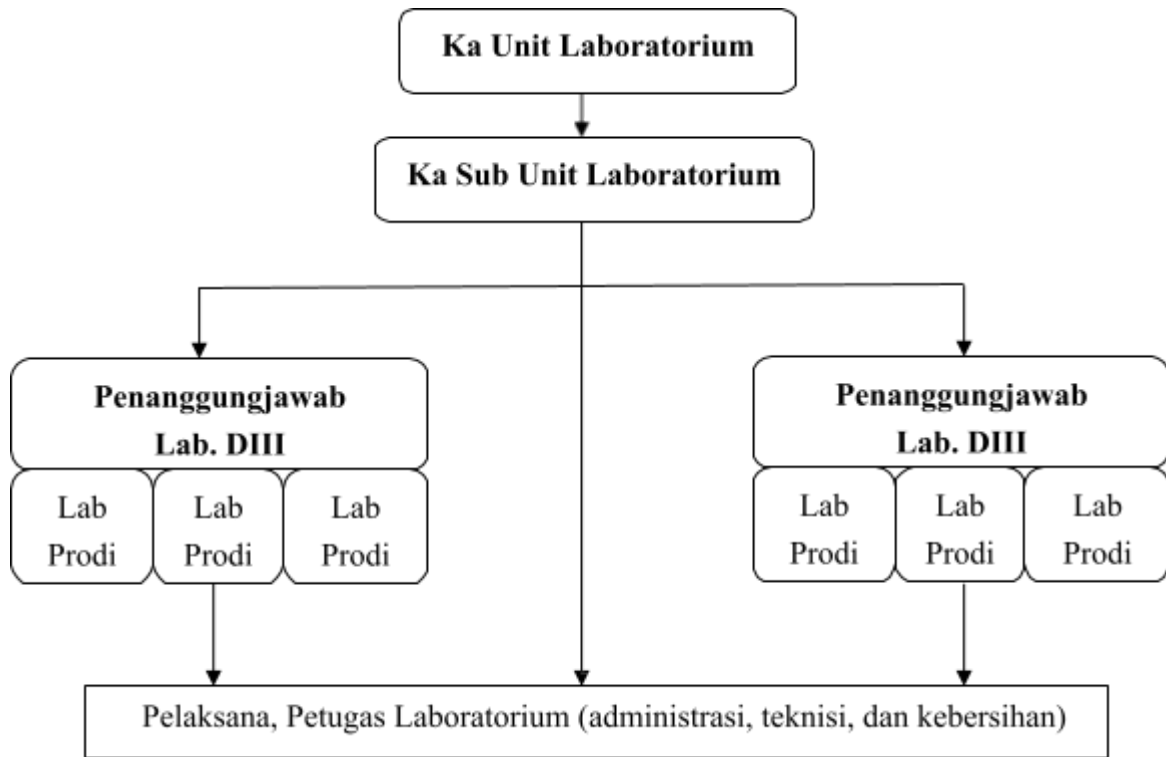 Ka Unit Laboratorium
Ka Sub Unit Laboratorium
Penanggungjawab
Lab. DIII
Lab
Prodi
Lab
Prodi
Lab
Prodi
Penanggungjawab
Lab. DIII
Lab
Prodi
Lab
Prodi
Lab
Prodi
Pelaksana, Petugas Laboratorium (administrasi, teknisi, dan kebersihan)